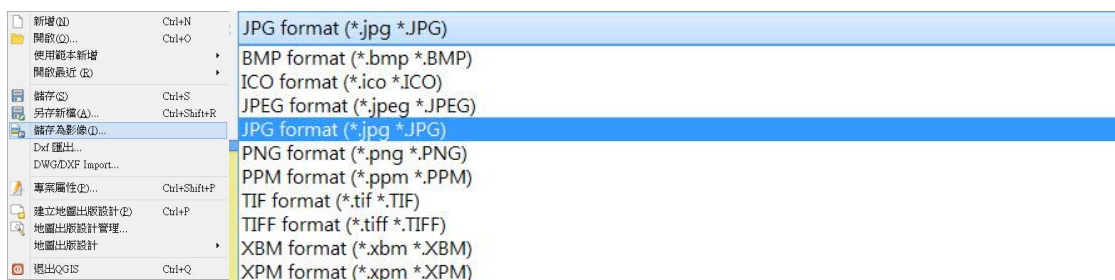 新增(N) Ctrl+N
開啟(O)... Ctrl+O
使用範本新增
開啟最近 (R)
儲存(S) Ctrl+S
另存新檔(A)... Ctrl+Shift+R
儲存為影像(I)...
Dxf 匯出...
DWG/DXF Import...
專案屬性(P)... Ctrl+Shift+P
建立地圖出版設計(P) Ctrl+P
地圖出版設計管理...
地圖出版設計
退出QGIS Ctrl+Q
JPG format (*.jpg *.JPG)
BMP format (*.bmp *.BMP)
ICO format (*.ico *.ICO)
JPEG format (*.jpeg *.JPEG)
JPG format (*.jpg *.JPG)
PNG format (*.png *.PNG)
PPM format (*.ppm *.PPM)
TIF format (*.tif *.TIF)
TIFF format (*.tiff *.TIFF)
XBM format (*.xbm *.XBM)
XPM format (*.xpm *.XPM)